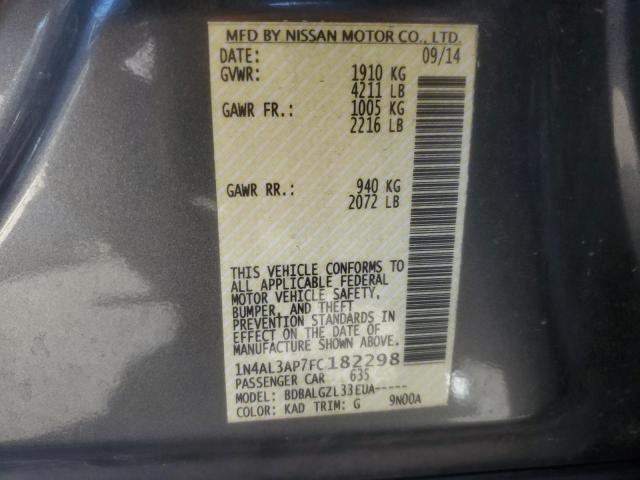 MFD BY NISSAN MOTOR CO., LTD.
DATE: 09/14
GVWR: 1910 KG
4211 LB
GAWR FR.: 1005 KG
2216 LB
GAWR RR.: 940 KG
2072 LB
THIS VEHICLE CONFORMS TO
ALL APPLICABLE FEDERAL
MOTOR VEHICLE SAFETY,
BUMPER, AND THEFT
PREVENTION STANDARDS IN
EFFECT ON THE DATE OF
MANUFACTURE SHOWN ABOVE.
1N4AL3AP7FC182298
PASSENGER CAR 635
MODEL: BDBALGZL33EUA-----
COLOR: KAD TRIM: G 9N00A